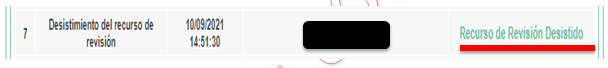 7
Desistimiento del recurso de
revisión
10/09/2021
14:51:30
Recurso de Revisión Desistido